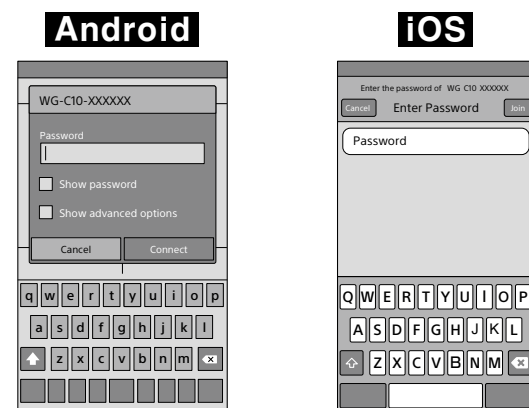 Android
WG-C10-XXXXXX
Password
Show password
Show advanced options
Cancel Connect
q w e r t y u i o p
a s d f g h j k l
z x c v b n m
iOS
Enter the password of WG C10 XXXXXX
Cancel Enter Password Join
Password
Q W E R T Y U I O P
A S D F G H J K L
Z X C V B N M